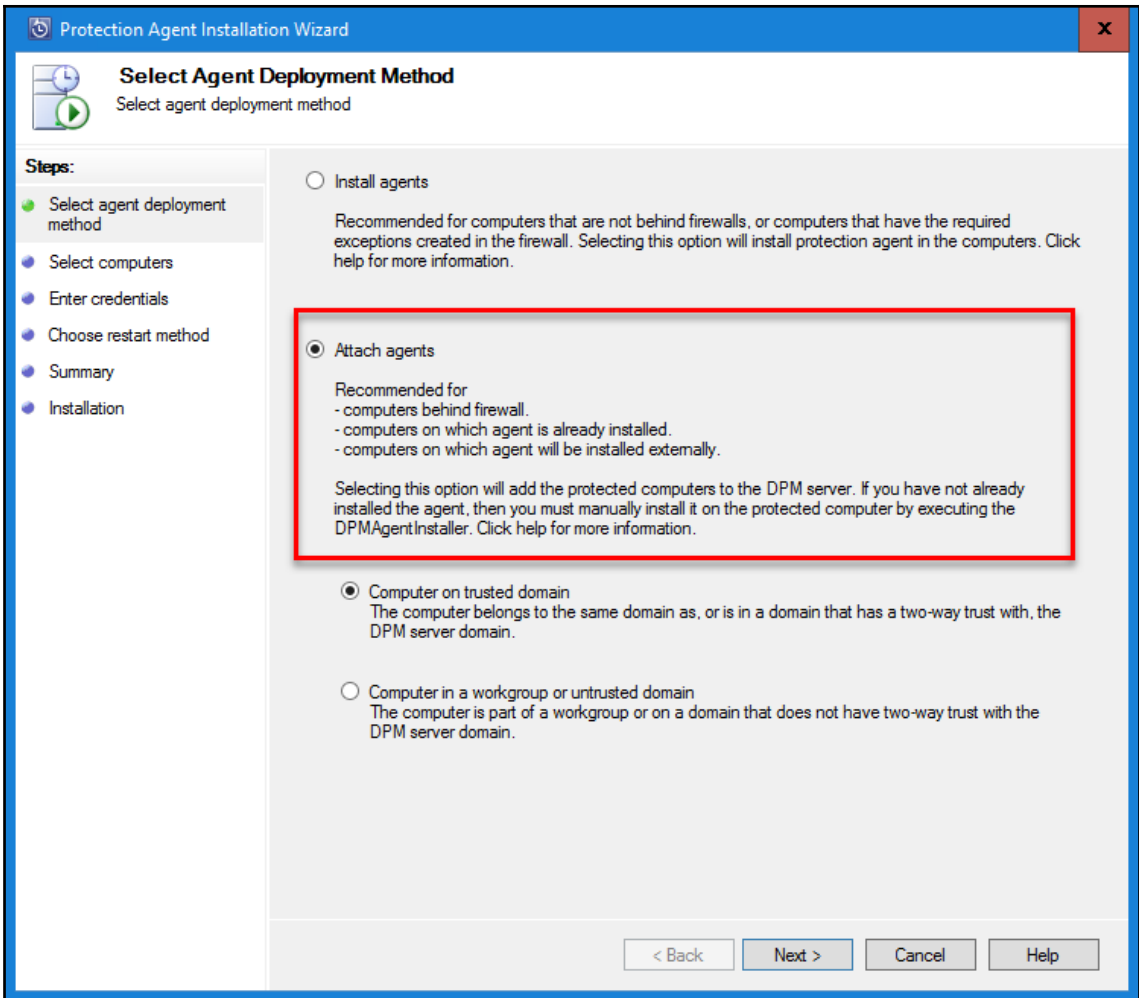 Protection Agent Installation Wizard
x
Select Agent Deployment Method
Select agent deployment method
Steps:
Select agent deployment
method
Select computers
Enter credentials
Choose restart method
Summary
Installation
Install agents
Recommended for computers that are not behind firewalls, or computers that have the required
exceptions created in the firewall. Selecting this option will install protection agent in the computers. Click
help for more information.
Attach agents
Recommended for
- computers behind firewall.
- computers on which agent is already installed.
- computers on which agent will be installed externally.
Selecting this option will add the protected computers to the DPM server. If you have not already
installed the agent, then you must manually install it on the protected computer by executing the
DPMAgentInstaller. Click help for more information.
Computer on trusted domain
The computer belongs to the same domain as, or is in a domain that has a two-way trust with, the
DPM server domain.
Computer in a workgroup or untrusted domain
The computer is part of a workgroup or on a domain that does not have two-way trust with the
DPM server domain.
< Back
Next >
Cancel
Help